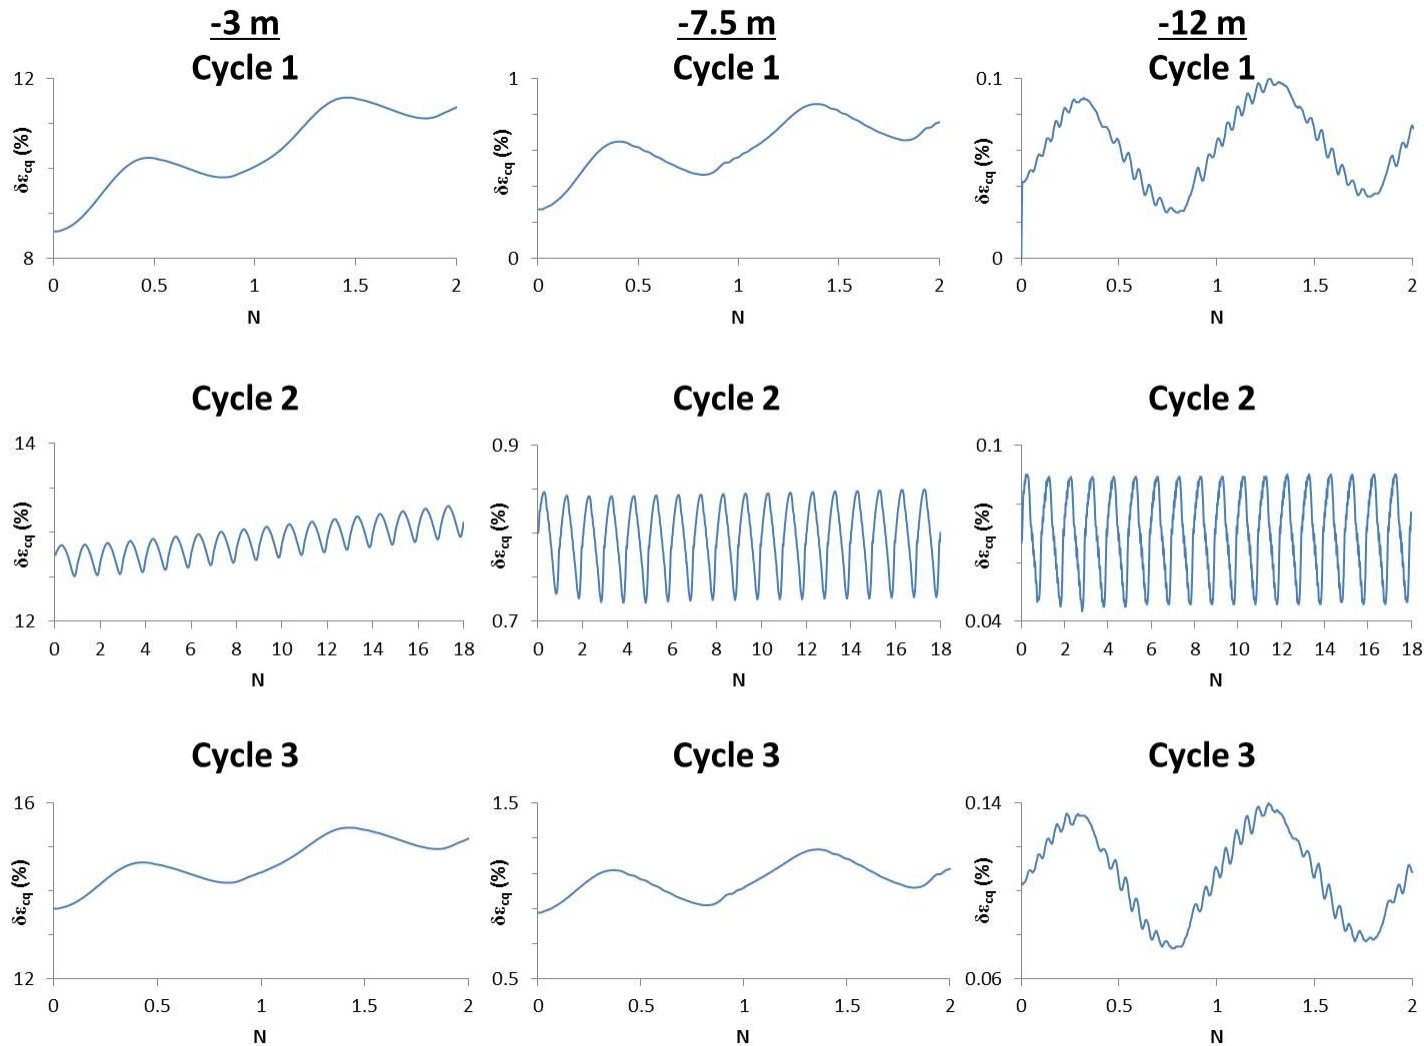 -3 m -7.5 m -12 m
Cycle 1 Cycle 1 Cycle 1
12 1 0.1
δεcq (%) δεcq (%) δεcq (%)
8 0 0
0 0.5 1 1.5 2 0 0.5 1 1.5 2 0 0.5 1 1.5 2
N N N
Cycle 2 Cycle 2 Cycle 2
14 0.9 0.1
δεcq (%) δεcq (%) δεcq (%)
12 0.7 0.04
0 2 4 6 8 10 12 14 16 18 0 2 4 6 8 10 12 14 16 18 0 2 4 6 8 10 12 14 16 18
N N N
Cycle 3 Cycle 3 Cycle 3
16 1.5 0.14
δεcq (%) δεcq (%) δεcq (%)
12 0.5 0.06
0 0.5 1 1.5 2 0 0.5 1 1.5 2 0 0.5 1 1.5 2
N N N